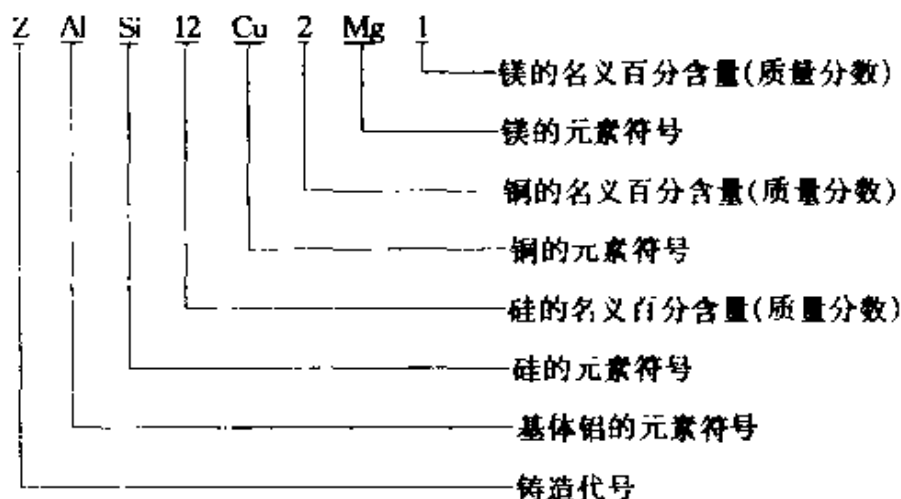 Z Al Si 12 Cu 2 Mg 1
镁的名义百分含量(质量分数)
镁的元素符号
铜的名义百分含量(质量分数)
铜的元素符号
硅的名义百分含量(质量分数)
硅的元素符号
基体铝的元素符号
铸造代号